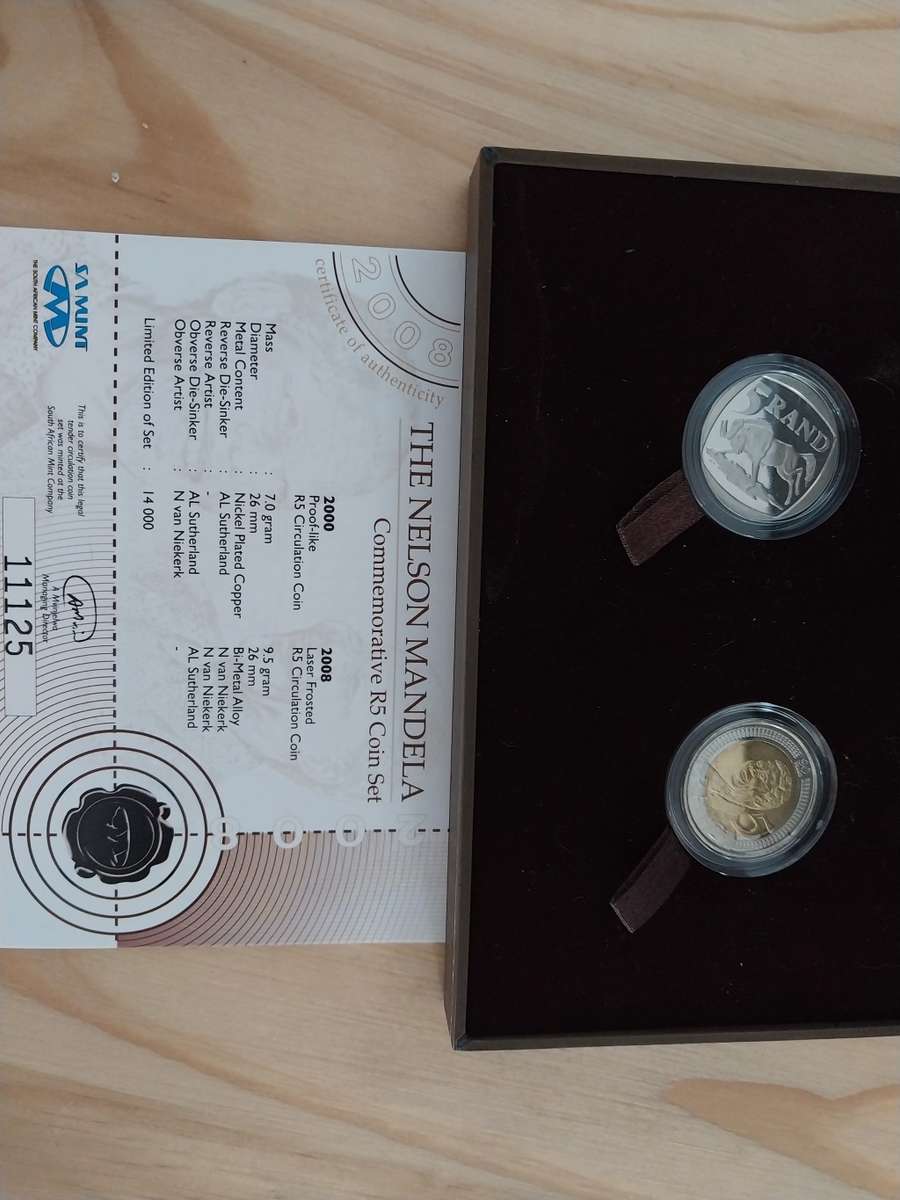 2008
certificate of authenticity
THE NELSON MANDELA
Commemorative R5 Coin Set
2000 2008
Proof-like Laser Frosted
R5 Circulation Coin R5 Circulation Coin
Mass : 7.0 gram 9.5 gram
Diameter : 26 mm 26 mm
Metal Content : Nickel Plated Copper Bi-Metal Alloy
Reverse Die-Sinker : AL Sutherland N van Niekerk
Reverse Artist : - N van Niekerk
Obverse Die-Sinker : AL Sutherland AL Sutherland
Obverse Artist : N van Niekerk -
Limited Edition of Set : 14 000
SA MINT
THE SOUTH AFRICAN MINT COMPANY
This is to certify that this legal
tender circulation coin
set was minted at the
South African Mint Company
Managing Director
11125
2008
5 RAND
5